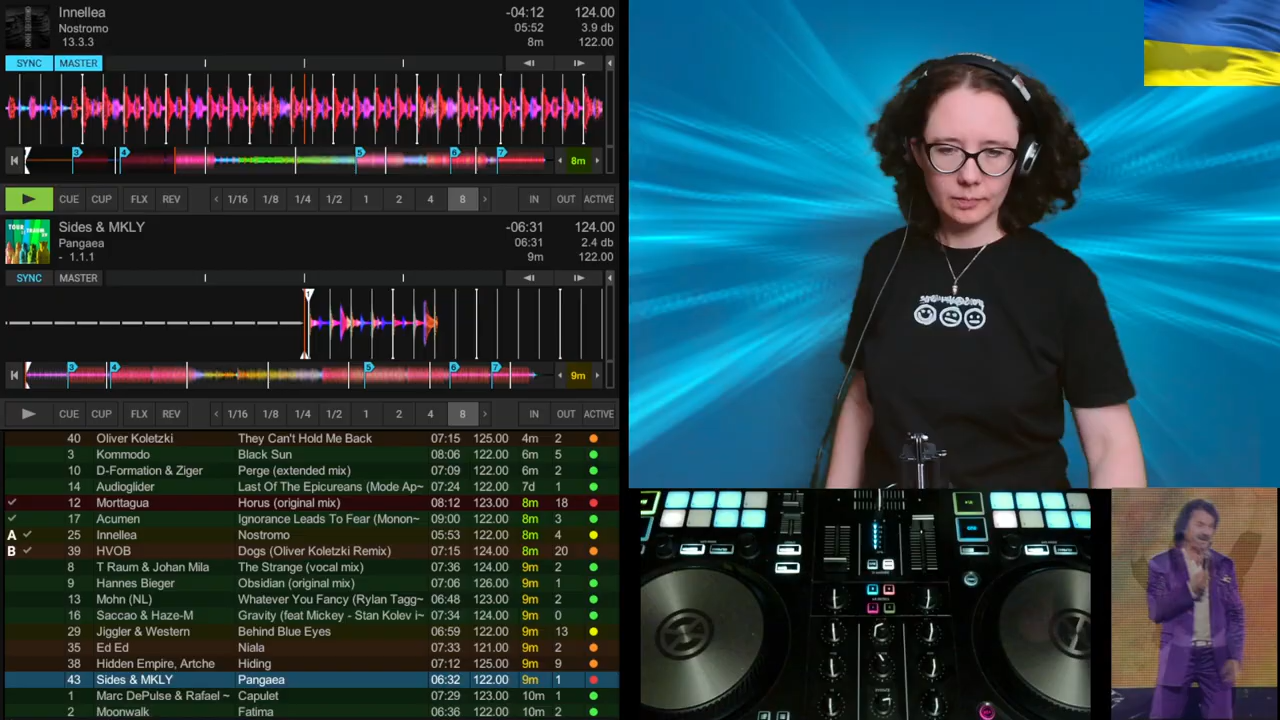 Innellea -04:12 124.00
Nostromo 05:52 3.9 db
13.3.3 8m 122.00
SYNC MASTER
3 4 5 6 7 8m
CUE CUP FLX REV 1/16 1/8 1/4 1/2 1 2 4 8 IN OUT ACTIVE
Sides & MKLY -06:31 124.00
Pangaea 06:31 2.4 db
- 1.1.1 9m 122.00
SYNC MASTER
1
3 4 5 6 7 9m
CUE CUP FLX REV 1/16 1/8 1/4 1/2 1 2 4 8 IN OUT ACTIVE
40 Oliver Koletzki They Can't Hold Me Back 07:15 125.00 4m 2
3 Kommodo Black Sun 08:06 122.00 6m 5
10 D-Formation & Ziger Perge (extended mix) 07:09 122.00 6m 2
14 Audioglider Last Of The Epicureans (Mode Ap~ 07:24 122.00 7d 1
12 Morttagua Horus (original mix) 08:12 123.00 8m 18
17 Acumen Ignorance Leads To Fear (Monon~ 09:00 122.00 8m 3
A 25 Innellea Nostromo 05:53 122.00 8m 4
B 39 HVOB Dogs (Oliver Koletzki Remix) 07:15 124.00 8m 20
8 T Raum & Johan Mila The Strange (vocal mix) 07:36 124.00 9m 2
9 Hannes Bieger Obsidian (original mix) 07:06 126.00 9m 1
13 Mohn (NL) Whatever You Fancy (Rylan Tagg~ 06:48 123.00 9m 2
16 Saccao & Haze-M Gravity (feat Mickey - Stan Kolev i~ 07:34 124.00 9m 0
29 Jiggler & Western Behind Blue Eyes 06:59 122.00 9m 13
35 Ed Ed Niala 07:33 121.00 9m 2
38 Hidden Empire, Artche Hiding 07:12 125.00 9m 9
43 Sides & MKLY Pangaea 06:32 122.00 9m 1
1 Marc DePulse & Rafael ~ Capulet 07:29 123.00 10m 1
2 Moonwalk Fatima 06:36 122.00 10m 2